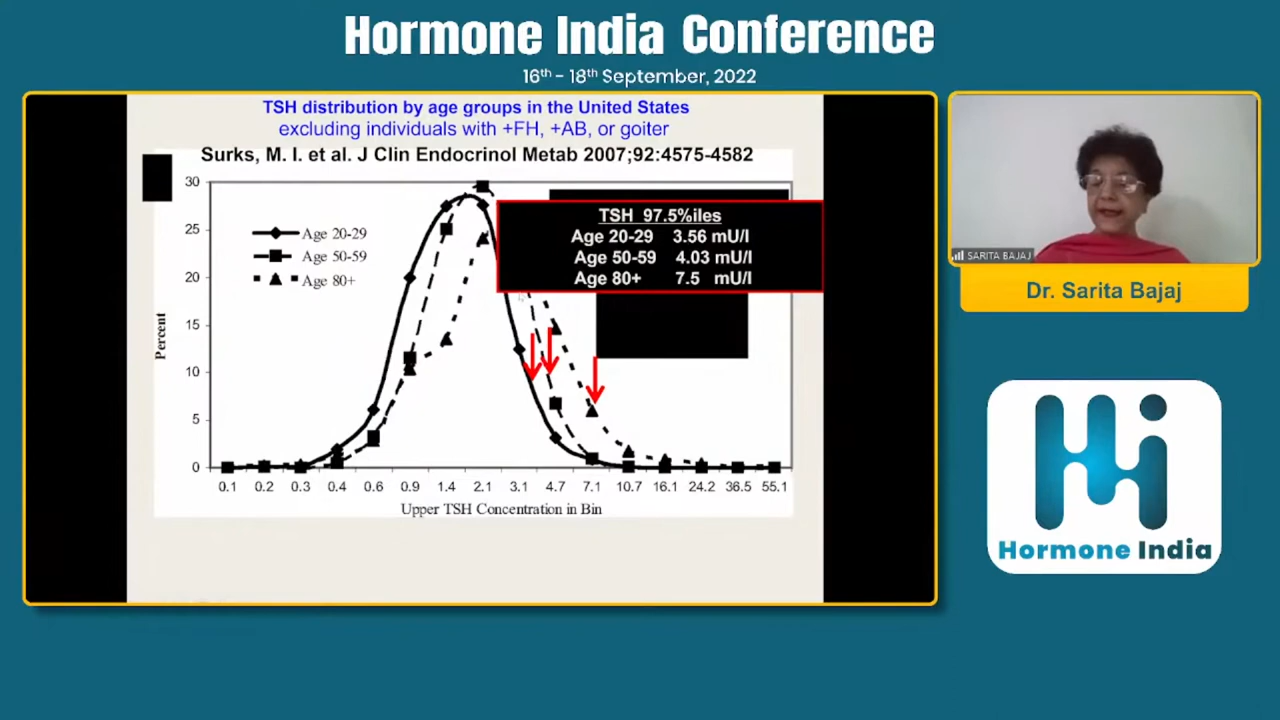 Hormone India Conference
16th - 18th September, 2022
TSH distribution by age groups in the United States
excluding individuals with +FH, +AB, or goiter
Surks, M. I. et al. J Clin Endocrinol Metab 2007;92:4575-4582
30
25
20
15
10
5
0
Percent
Age 20-29
Age 50-59
Age 80+
TSH 97.5%iles
Age 20-29 3.56 mU/l
Age 50-59 4.03 mU/l
Age 80+ 7.5 mU/l
0.1 0.2 0.3 0.4 0.6 0.9 1.4 2.1 3.1 4.7 7.1 10.7 16.1 24.2 36.5 55.1
Upper TSH Concentration in Bin
SARITA BAJAJ
Dr. Sarita Bajaj
Hi
Hormone India